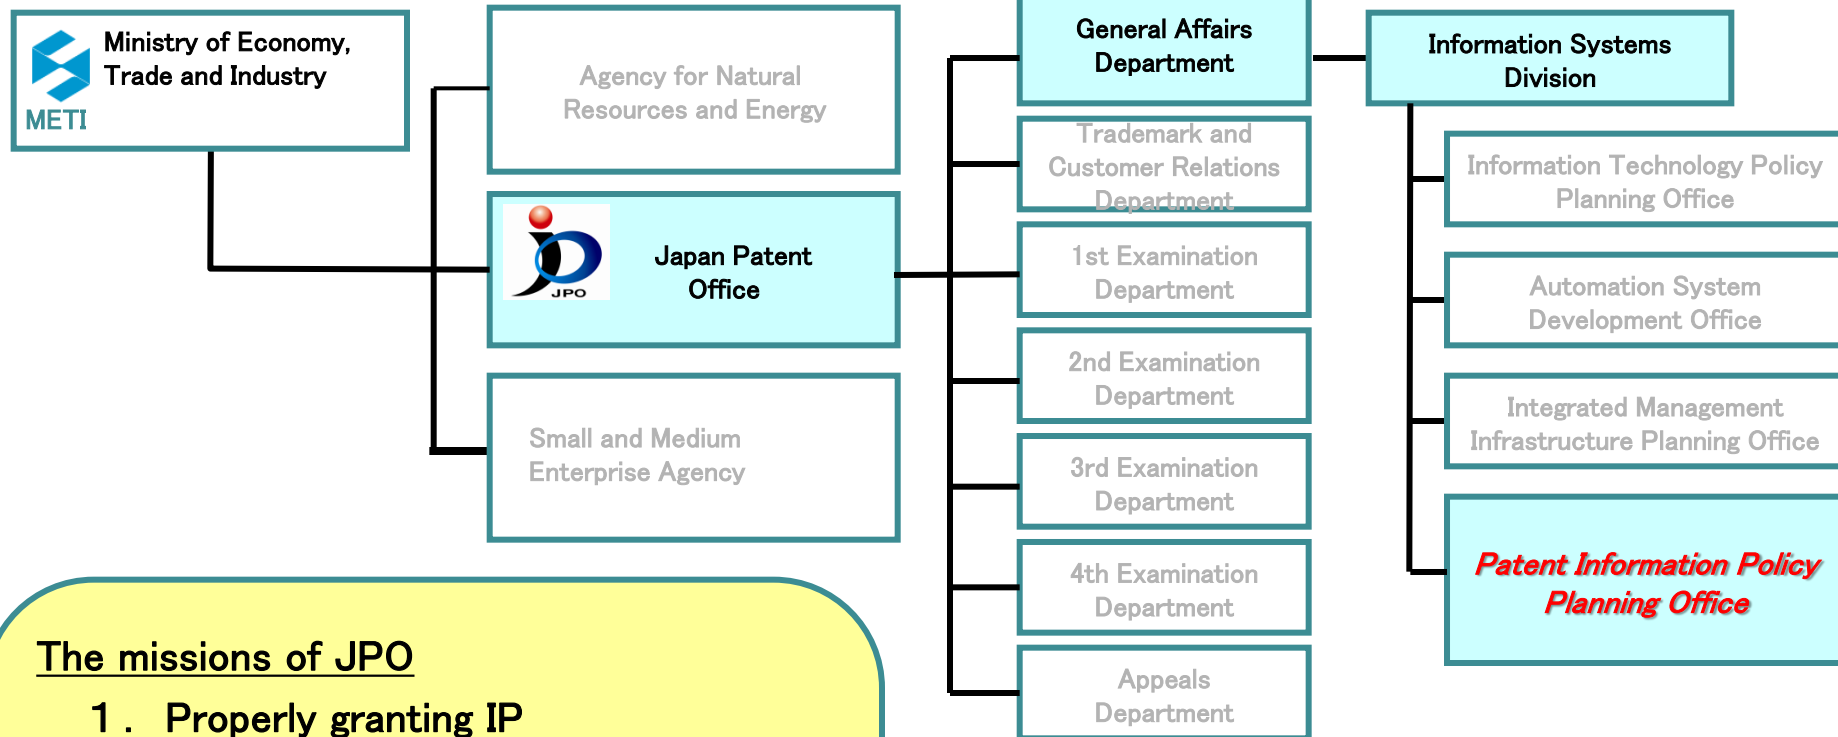 Ministry of Economy,
Trade and Industry
METI
Agency for Natural
Resources and Energy
JPO
Japan Patent
Office
Small and Medium
Enterprise Agency
General Affairs
Department
Trademark and
Customer Relations
Department
1st Examination
Department
2nd Examination
Department
3rd Examination
Department
4th Examination
Department
Appeals
Department
Information Systems
Division
Information Technology Policy
Planning Office
Automation System
Development Office
Integrated Management
Infrastructure Planning Office
Patent Information Policy
Planning Office
The missions of JPO
１. Properly granting IP